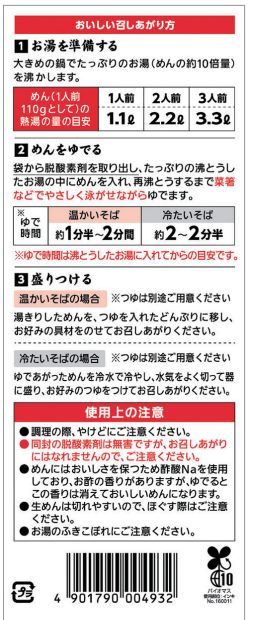 おいしい召しあがり方
1 お湯を準備する
大きめの鍋でたっぷりのお湯(めんの約10倍量)
を沸かします。
めん(1人前
110gとして)の
熱湯の量の目安
1人前 2人前 3人前
1.1ℓ 2.2ℓ 3.3ℓ
2 めんをゆでる
袋から脱酸素剤を取り出し、たっぷりの沸とうし
たお湯の中にめんを入れ、再沸とうするまで菜箸
などでやさしく泳がせながらゆでます。
※
ゆで
時間
温かいそば 冷たいそば
約1分半~2分間 約2~2分半
※ゆで時間は沸とうしたお湯に入れてからの目安です。
3 盛りつける
温かいそばの場合 ※つゆは別途ご用意ください
湯きりしためんを、つゆを入れたどんぶりに移し、
お好みの具材をのせてお召しあがりください。
冷たいそばの場合 ※つゆは別途ご用意ください
ゆであがっためんを冷水で冷やし、水気をよく切って器
に盛り、お好みのつゆをつけてお召しあがりください。
使用上の注意
●調理の際、やけどにご注意ください。
●同封の脱酸素剤は無害ですが、お召しあがり
にはなれませんので、ご注意ください。
●めんにはおいしさを保つため酢酸Naを使用
しており、お酢の香りがありますが、ゆでると
この香りは消えておいしいめんになります。
●生めんは切れやすいので、ほぐす際はご注意
ください。
●お湯のふきこぼれにご注意ください。
プラ
4 901790 004932
10
バイオマス
使用部位:インキ
No.160011